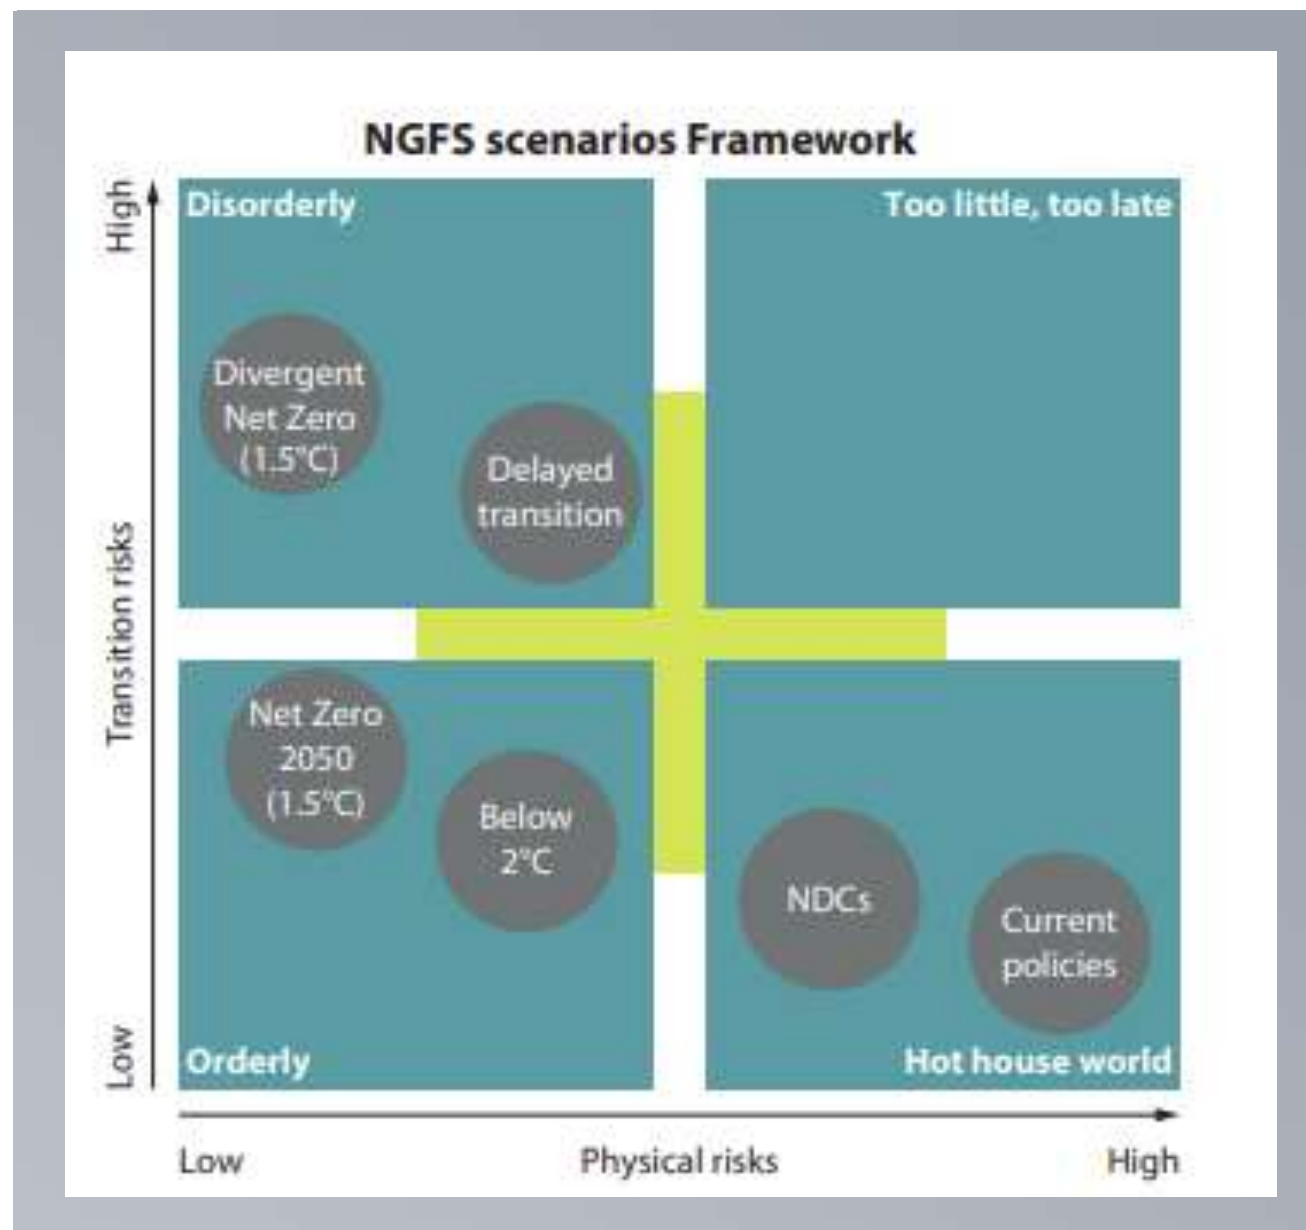 NGFS scenarios Framework
High
Transition risks
Low
Disorderly
Too little, too late
Divergent
Net Zero
(1.5°C)
Delayed
transition
Net Zero
2050
(1.5°C)
Below
2°C
NDCs
Current
policies
Orderly
Hot house world
Low
Physical risks
High